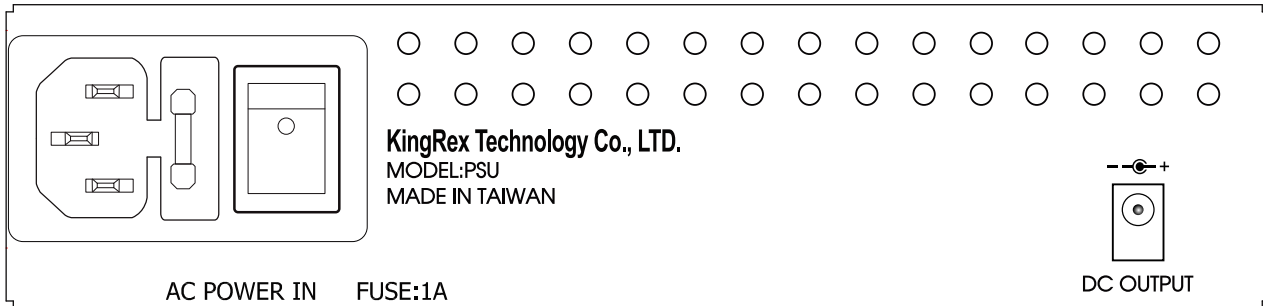 KingRex Technology Co., LTD.
MODEL:PSU
MADE IN TAIWAN
- +
DC OUTPUT
AC POWER IN FUSE:1A